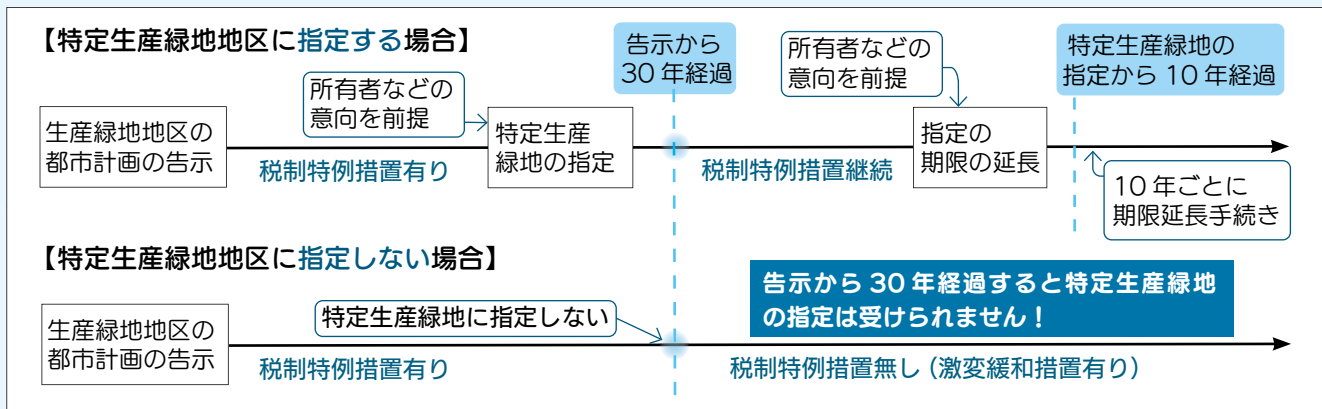 【特定生産緑地地区に指定する場合】
告示から
30年経過
所有者などの
意向を前提
特定生産緑地の
指定から10年経過
所有者などの
意向を前提
生産緑地地区の
都市計画の告示
特定生産
緑地の指定
指定の
期限の延長
税制特例措置有り
税制特例措置継続
10年ごとに
期限延長手続き
【特定生産緑地地区に指定しない場合】
告示から30年経過すると特定生産緑地
の指定は受けられません！
生産緑地地区の
都市計画の告示
特定生産緑地に指定しない
税制特例措置有り
税制特例措置無し（激変緩和措置有り）